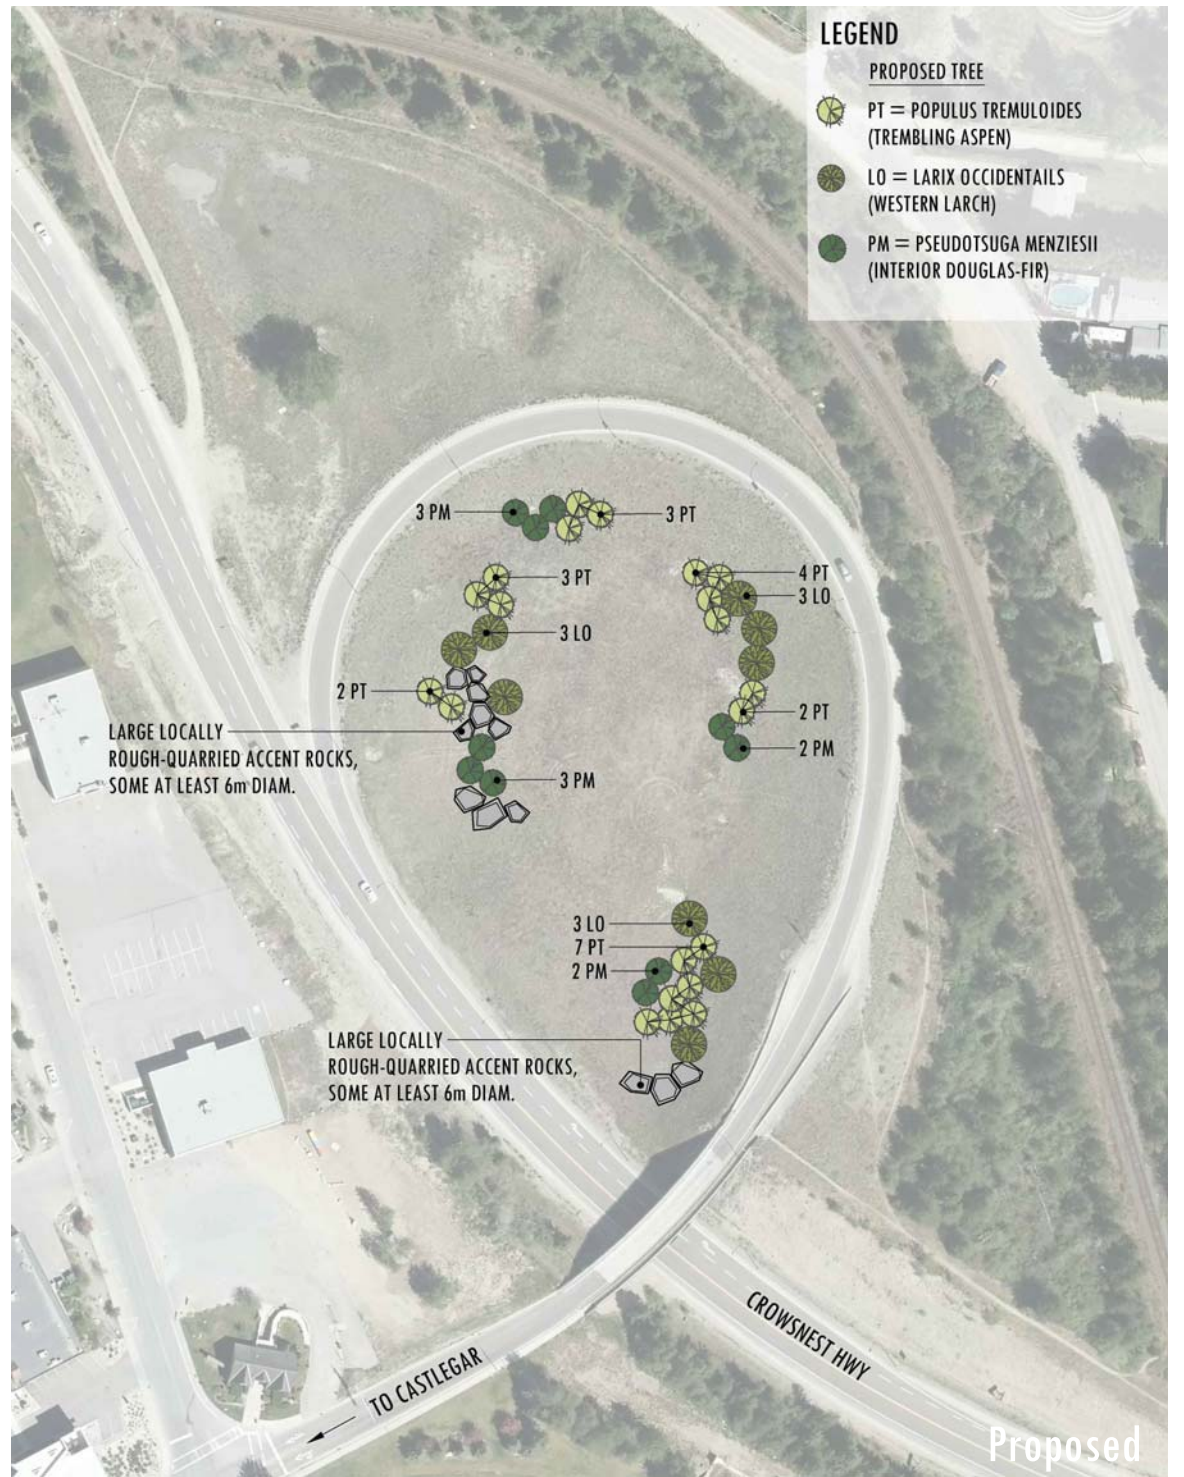 LEGEND
PROPOSED TREE
PT = POPULUS TREMULOIDES
(TREMBLING ASPEN)
LO = LARIX OCCIDENTAILS
(WESTERN LARCH)
PM = PSEUDOTSUGA MENZIESII
(INTERIOR DOUGLAS-FIR)
3 PM
3 PT
3 PT
4 PT
3 LO
3 LO
2 PT
2 PT
LARGE LOCALLY
ROUGH-QUARRIED ACCENT ROCKS,
SOME AT LEAST 6m DIAM.
2 PM
3 PM
3 LO
7 PT
2 PM
LARGE LOCALLY
ROUGH-QUARRIED ACCENT ROCKS,
SOME AT LEAST 6m DIAM.
CROWSNEST HWY
TO CASTLEGAR
Proposed